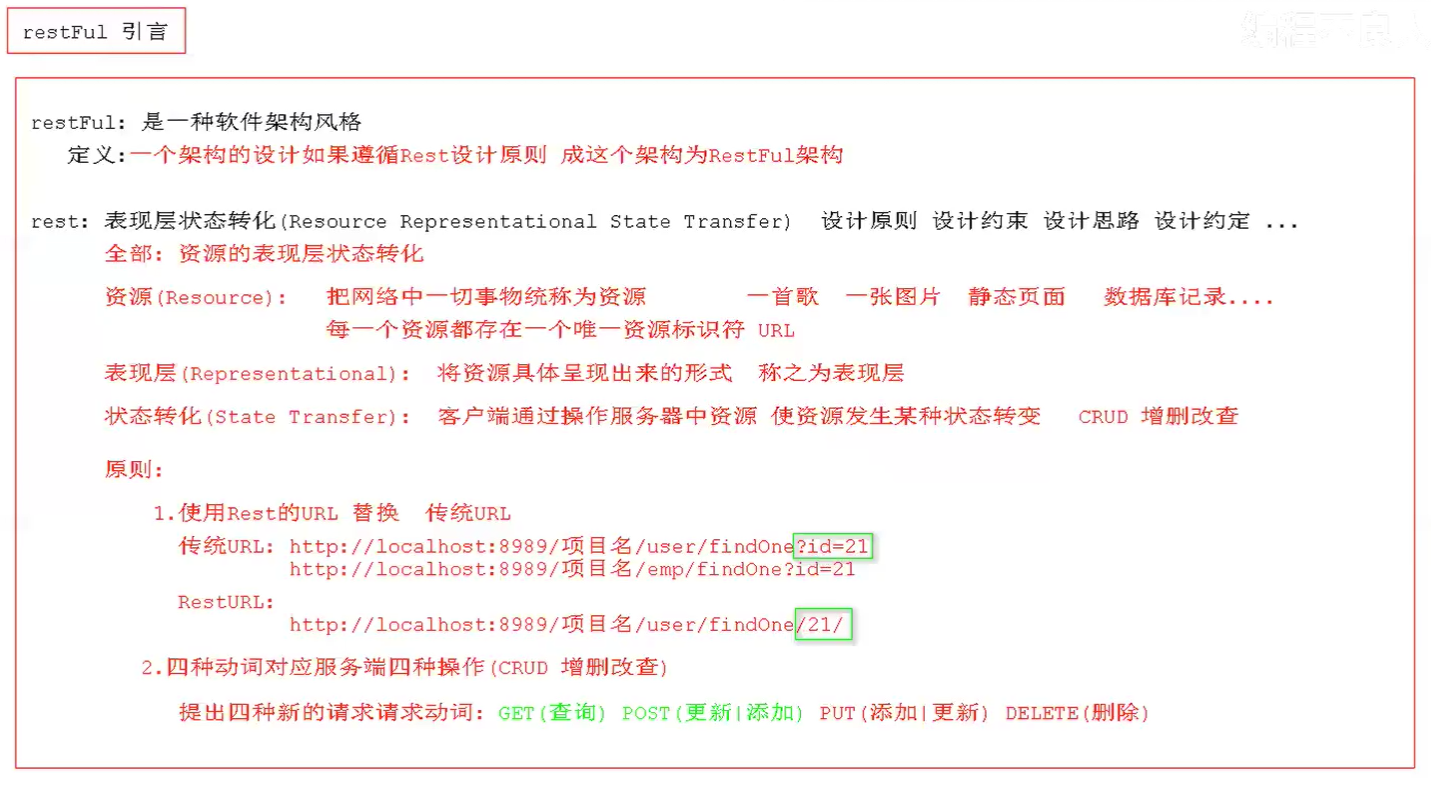 restFul 引言
编程不良人
restFul: 是一种软件架构风格
定义:一个架构的设计如果遵循Rest设计原则 成这个架构为RestFul架构
rest: 表现层状态转化(Resource Representational State Transfer) 设计原则 设计约束 设计思路 设计约定 ...
全部: 资源的表现层状态转化
资源(Resource): 把网络中一切事物统称为资源 一首歌 一张图片 静态页面 数据库记录....
每一个资源都存在一个唯一资源标识符 URL
表现层(Representational): 将资源具体呈现出来的形式 称之为表现层
状态转化(State Transfer): 客户端通过操作服务器中资源 使资源发生某种状态转变 CRUD 增删改查
原则:
1.使用Rest的URL 替换 传统URL
传统URL: http://localhost:8989/项目名/user/findOne?id=21
http://localhost:8989/项目名/emp/findOne?id=21
RestURL:
http://localhost:8989/项目名/user/findOne/21/
2.四种动词对应服务端四种操作(CRUD 增删改查)
提出四种新的请求请求动词: GET(查询) POST(更新|添加) PUT(添加|更新) DELETE(删除)